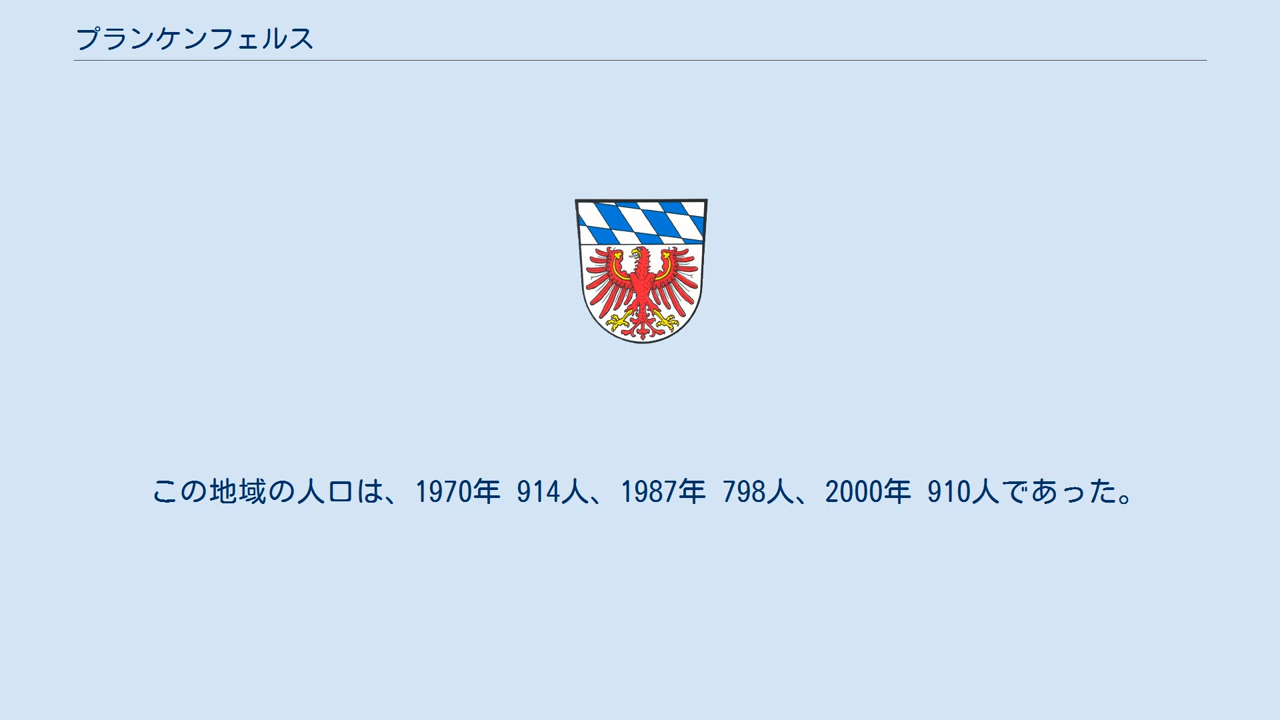 プランケンフェルス
この地域の人口は、1970年 914人、1987年 798人、2000年 910人であった。